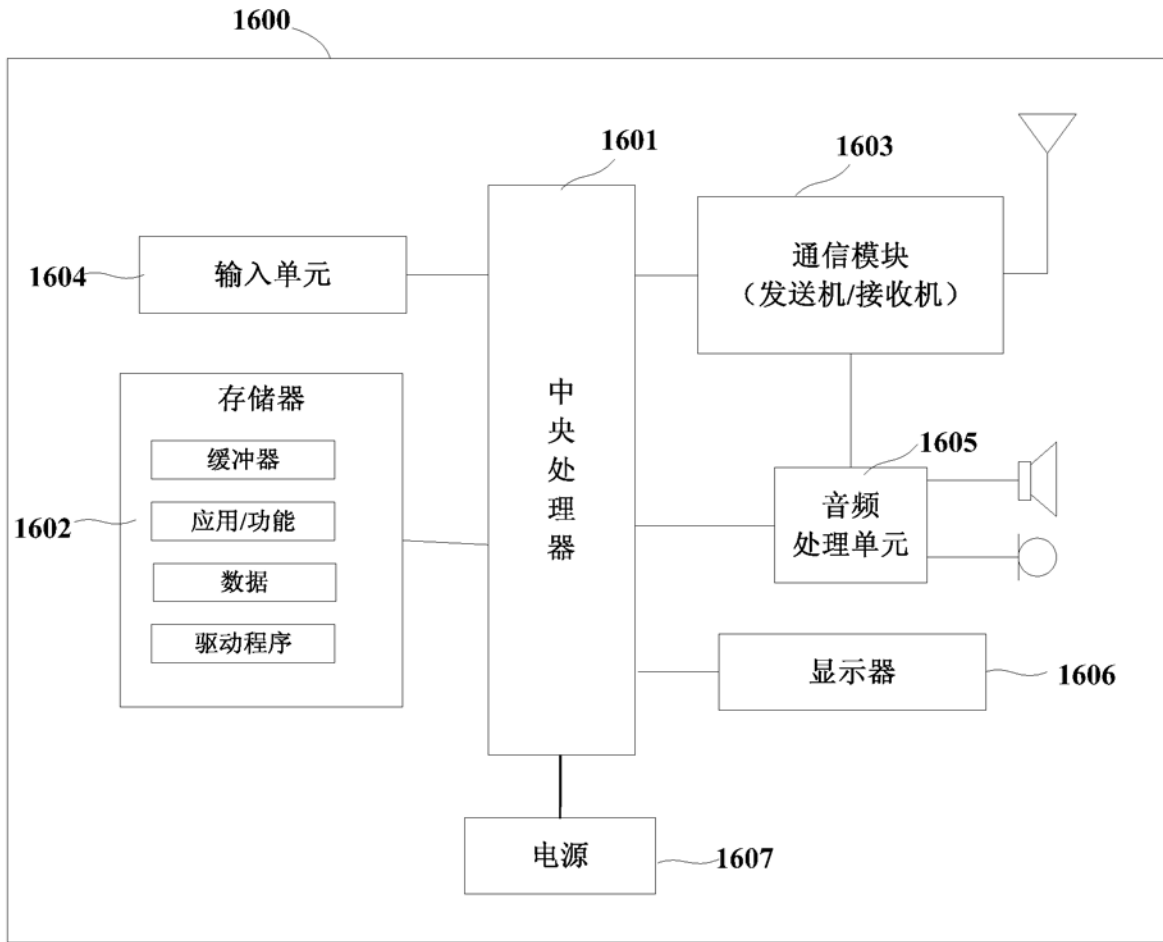 1600
1601
1603
1604
输入单元
通信模块
（发送机/接收机）
存储器
缓冲器
应用/功能
数据
驱动程序
1602
中
央
处
理
器
1605
音频
处理单元
显示器
1606
电源
1607